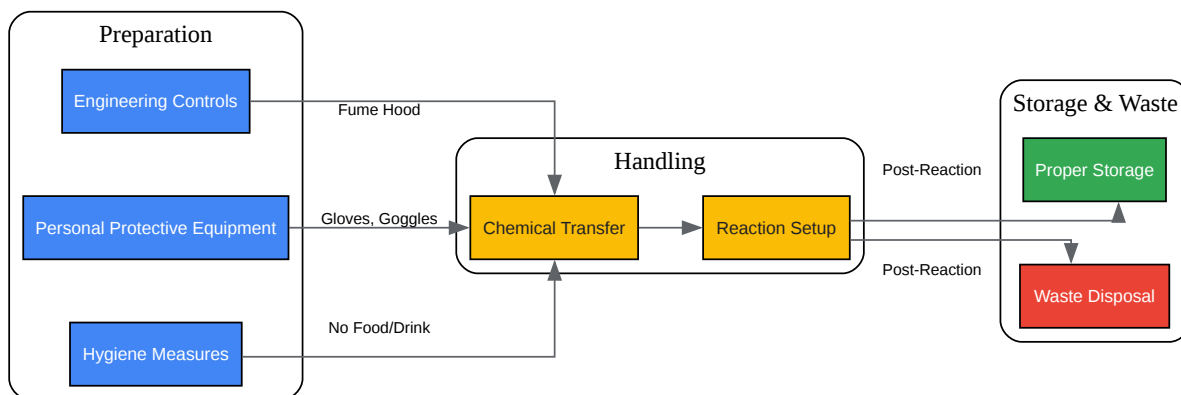 Preparation
Engineering Controls
Fume Hood
Personal Protective Equipment
Gloves, Goggles
Hygiene Measures
No Food/Drink
Handling
Chemical Transfer
Reaction Setup
Post-Reaction
Post-Reaction
Storage & Waste
Proper Storage
Waste Disposal